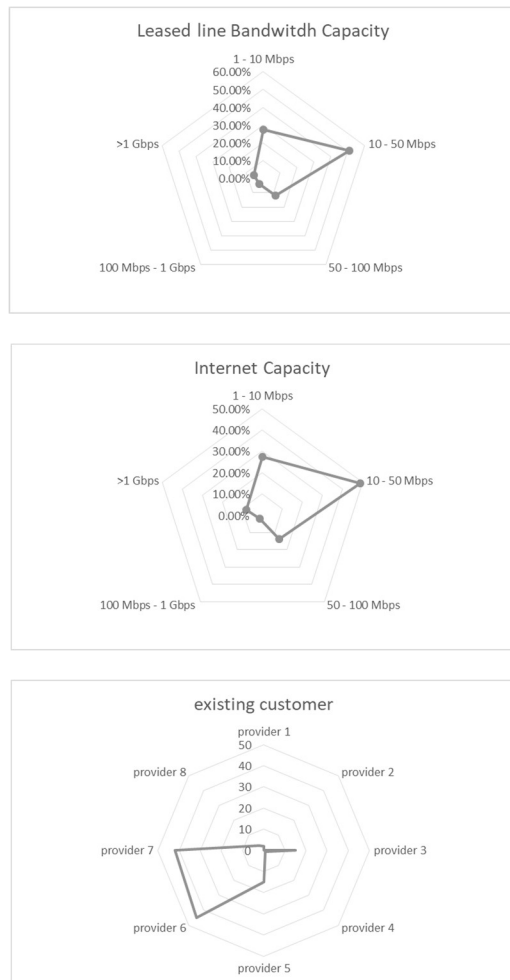 Leased line Bandwitdh Capacity
1 - 10 Mbps
60.00%
50.00%
40.00%
30.00%
20.00%
10.00%
0.00%
>1 Gbps
10 - 50 Mbps
100 Mbps - 1 Gbps
50 - 100 Mbps
Internet Capacity
1 - 10 Mbps
50.00%
40.00%
30.00%
20.00%
10.00%
0.00%
>1 Gbps
10 - 50 Mbps
100 Mbps - 1 Gbps
50 - 100 Mbps
existing customer
provider 1
50
40
30
20
10
0
provider 8
provider 2
provider 7
provider 3
provider 6
provider 4
provider 5